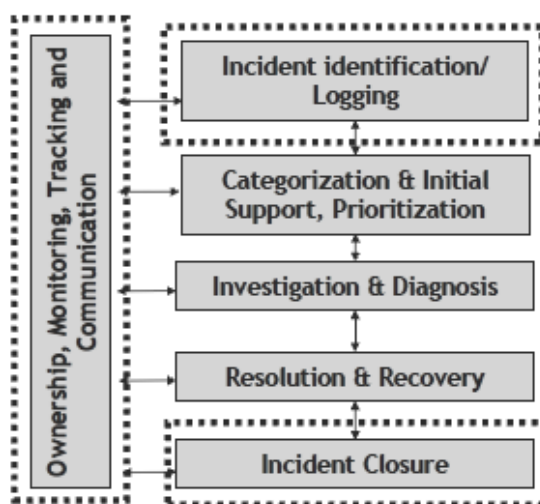 Ownership, Monitoring, Tracking and
Communication
Incident identification/
Logging
Categorization & Initial
Support, Prioritization
Investigation & Diagnosis
Resolution & Recovery
Incident Closure